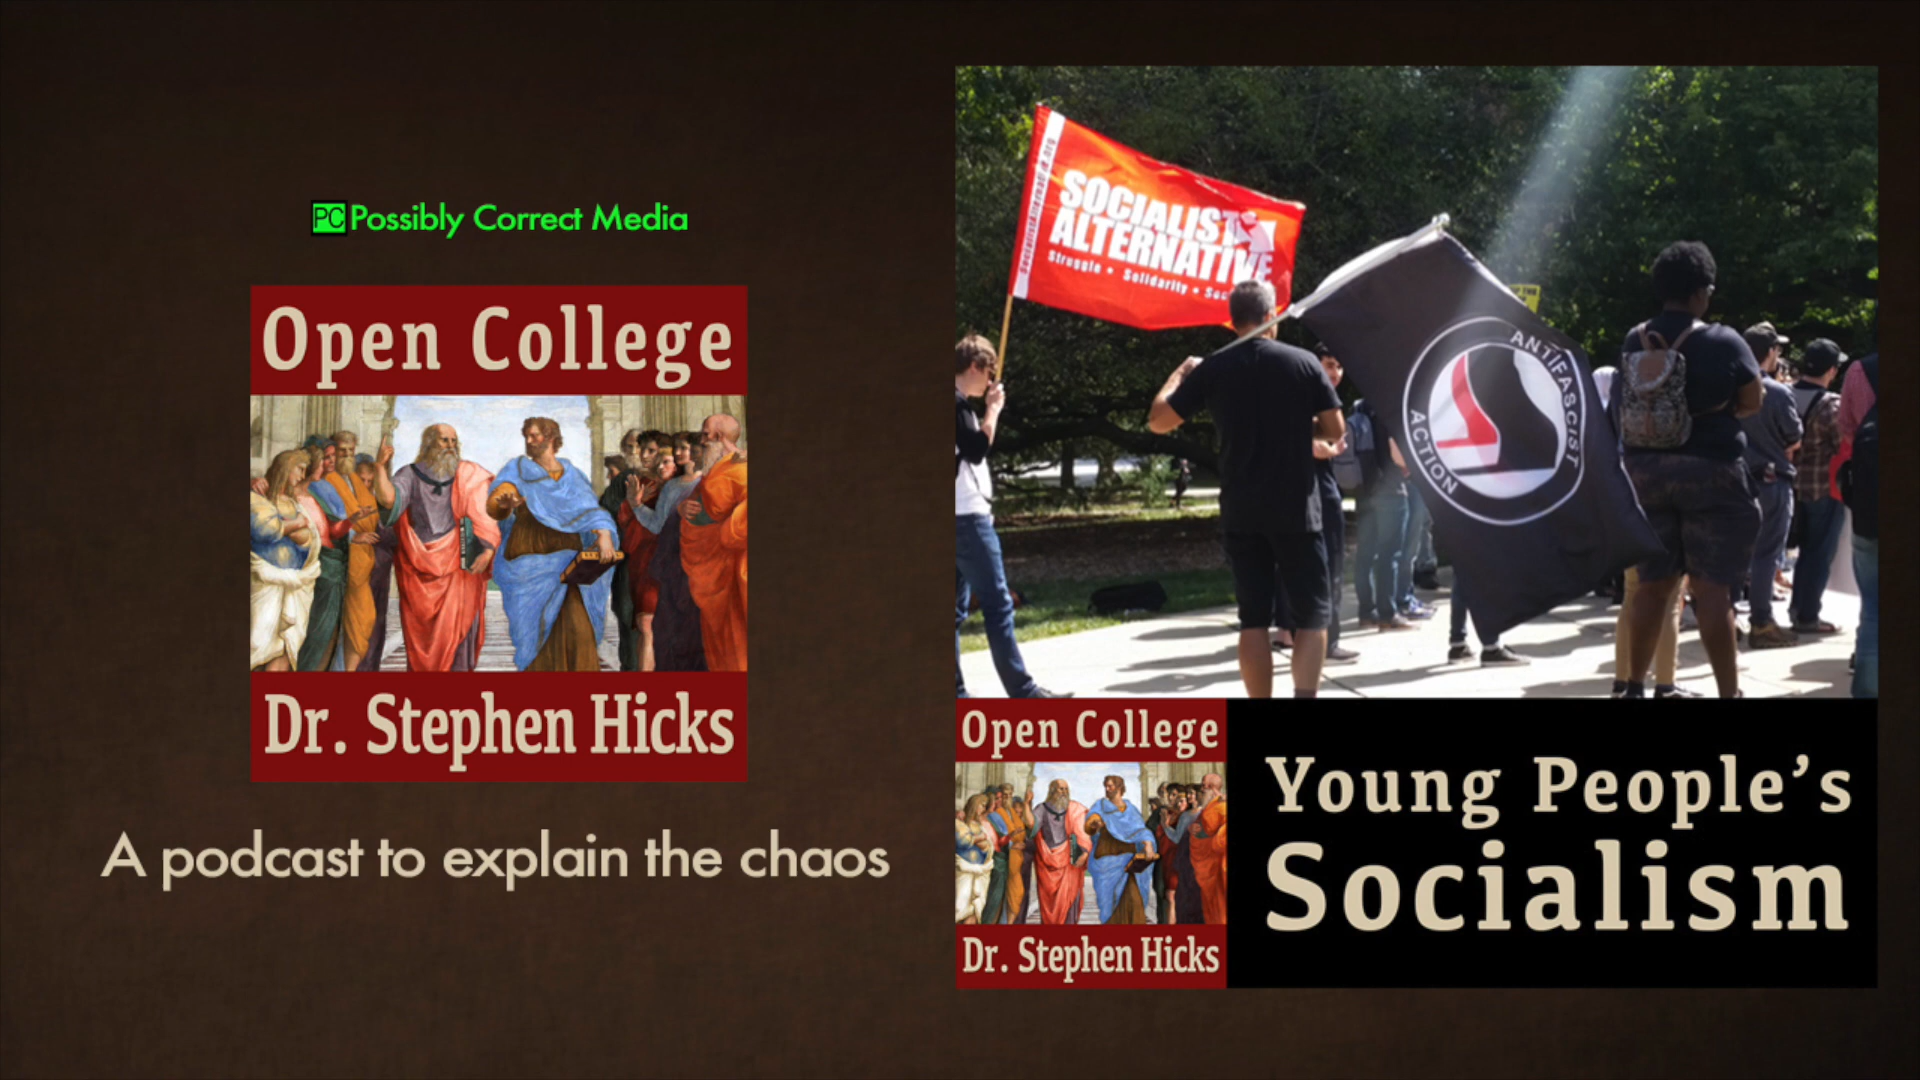 PC Possibly Correct Media
Open College
Dr. Stephen Hicks
A podcast to explain the chaos
SOCIALIST
ALTERNATIVE
Struggle • Solidarity •
ANTIFASCIST
ACTION
Open College
Dr. Stephen Hicks
Young People’s
Socialism